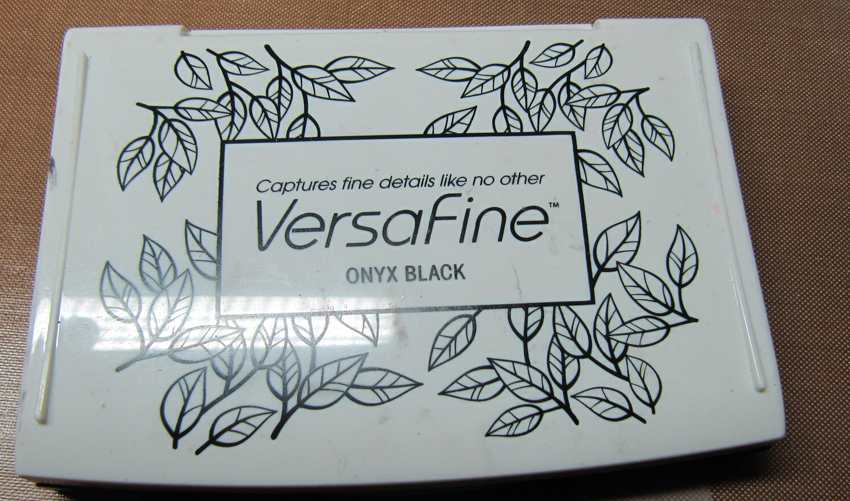 Captures fine details like no other
VersaFine™
ONYX BLACK